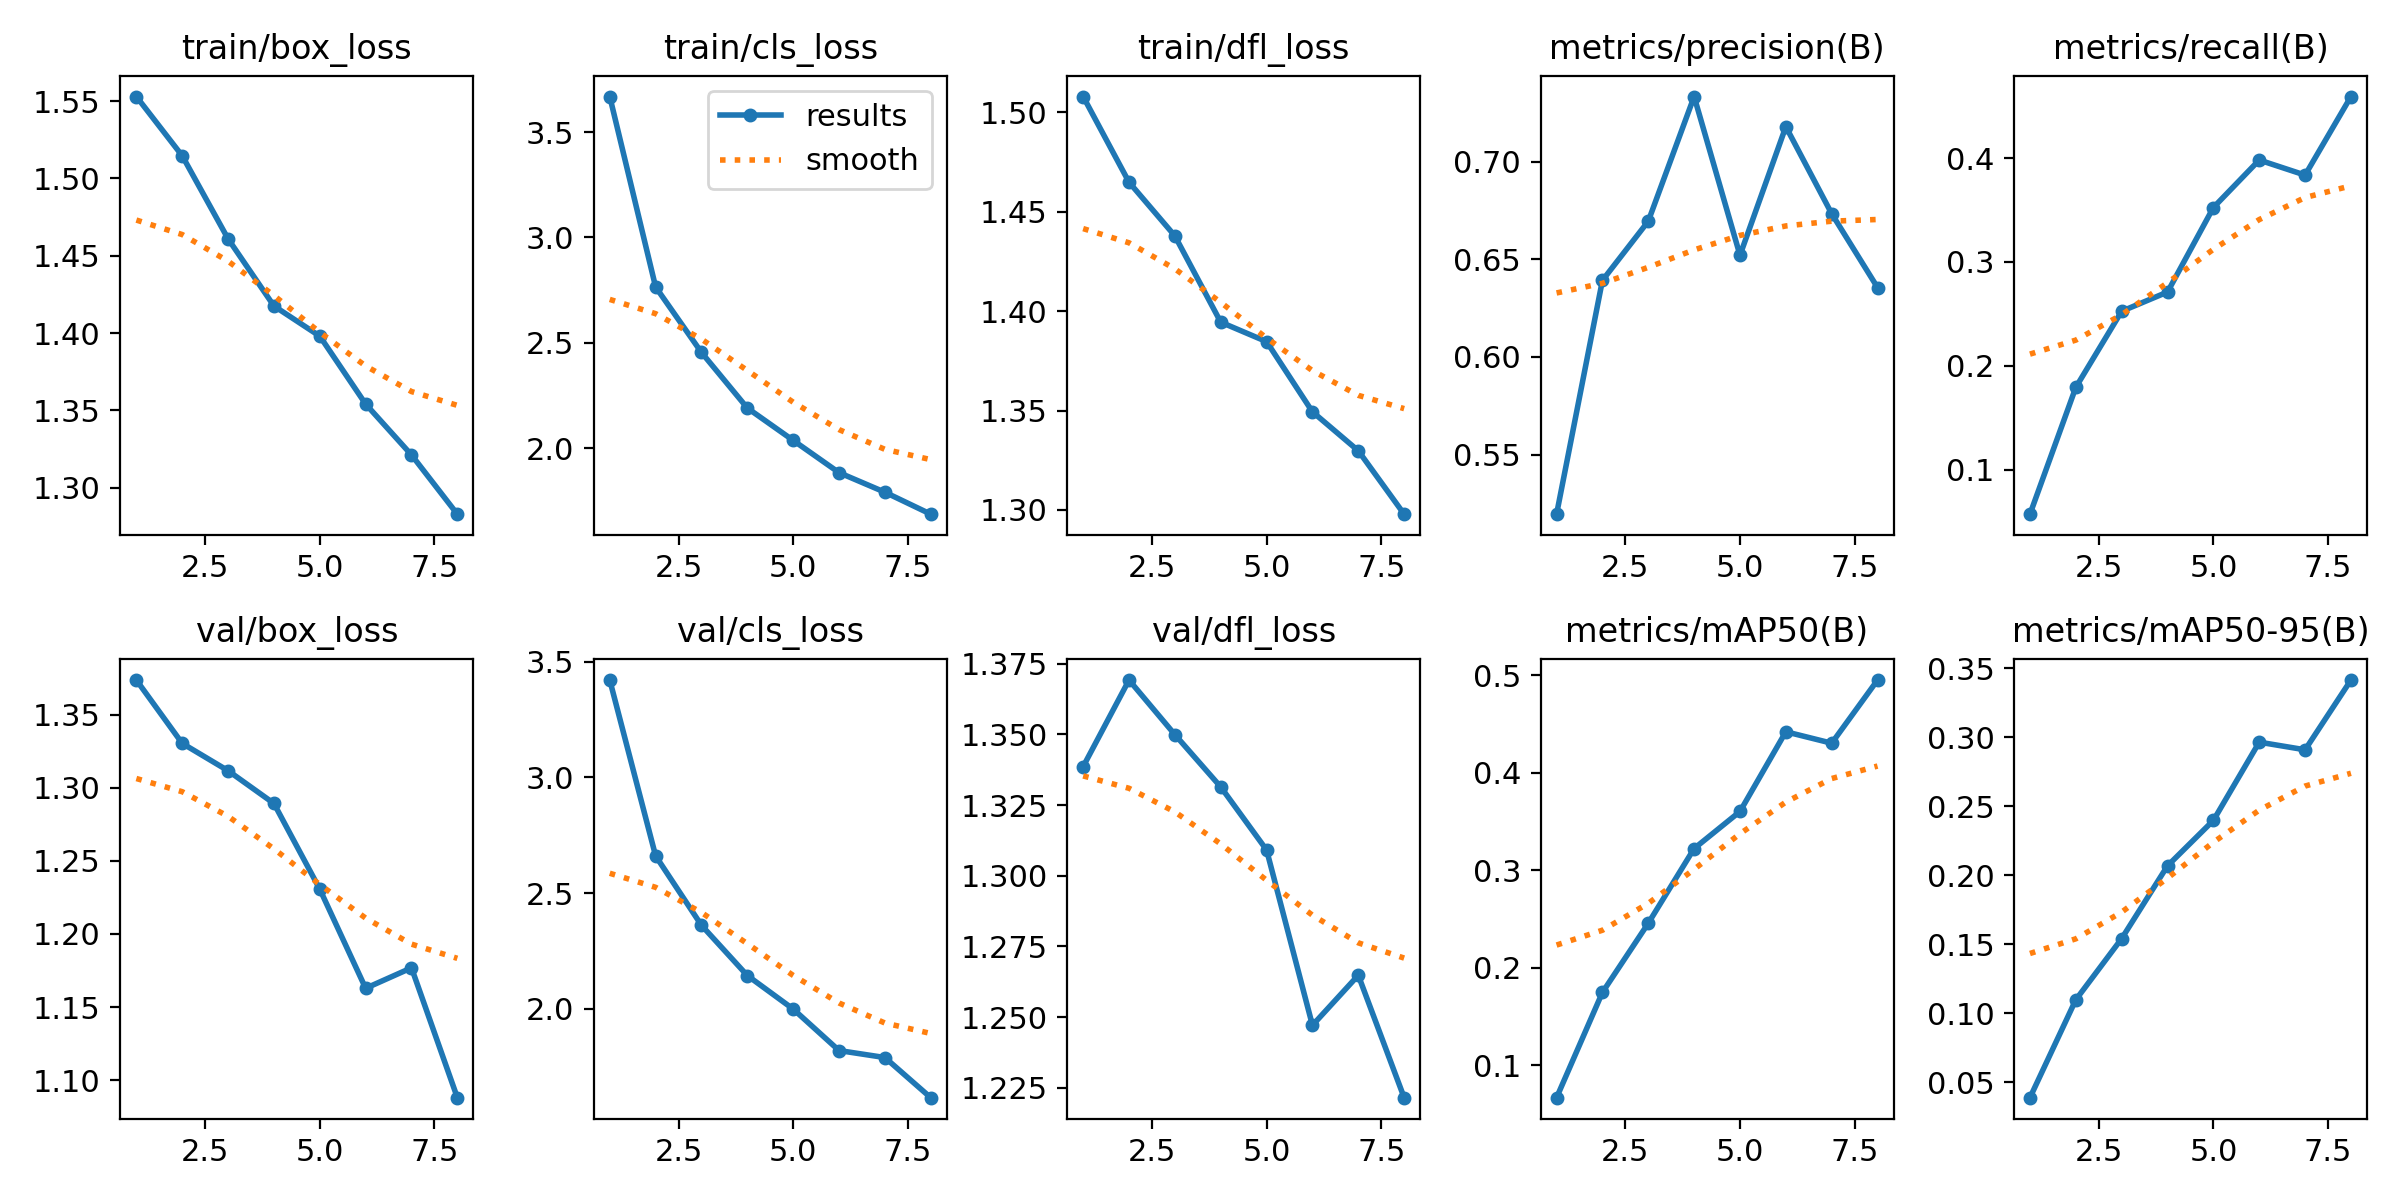 train/box_loss
1.55
1.50
1.45
1.40
1.35
1.30
2.5 5.0 7.5
train/cls_loss
results
smooth
3.5
3.0
2.5
2.0
2.5 5.0 7.5
train/dfl_loss
1.50
1.45
1.40
1.35
1.30
2.5 5.0 7.5
metrics/precision(B)
0.70
0.65
0.60
0.55
2.5 5.0 7.5
metrics/recall(B)
0.4
0.3
0.2
0.1
2.5 5.0 7.5
val/box_loss
1.35
1.30
1.25
1.20
1.15
1.10
2.5 5.0 7.5
val/cls_loss
3.5
3.0
2.5
2.0
2.5 5.0 7.5
val/dfl_loss
1.375
1.350
1.325
1.300
1.275
1.250
1.225
2.5 5.0 7.5
metrics/mAP50(B)
0.5
0.4
0.3
0.2
0.1
2.5 5.0 7.5
metrics/mAP50-95(B)
0.35
0.30
0.25
0.20
0.15
0.10
0.05
2.5 5.0 7.5